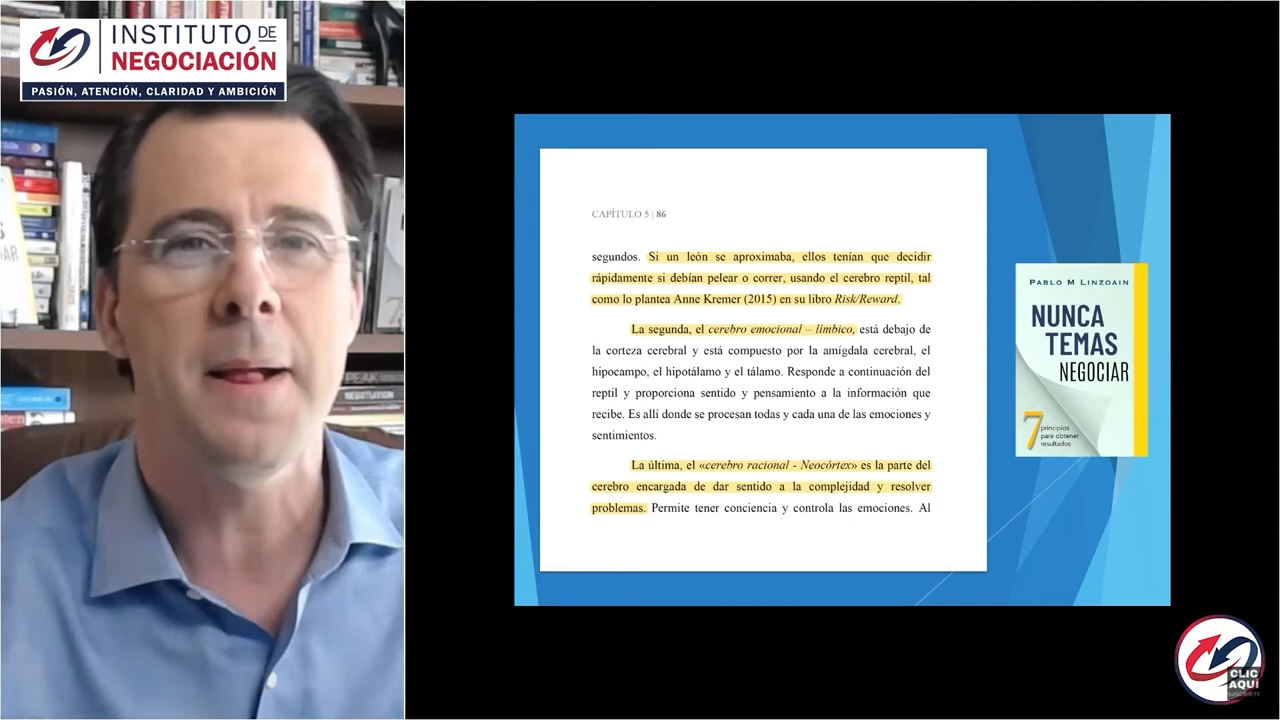 INSTITUTO DE
NEGOCIACIÓN
PASIÓN, ATENCIÓN, CLARIDAD Y AMBICIÓN
CAPÍTULO 5 | 86
segundos. Si un león se aproximaba, ellos tenían que decidir
rápidamente si debían pelear o correr, usando el cerebro reptil, tal
como lo plantea Anne Kremer (2015) en su libro Risk/Reward.
La segunda, el cerebro emocional – límbico, está debajo de
la corteza cerebral y está compuesto por la amígdala cerebral, el
hipocampo, el hipotálamo y el tálamo. Responde a continuación del
reptil y proporciona sentido y pensamiento a la información que
recibe. Es allí donde se procesan todas y cada una de las emociones y
sentimientos.
La última, el «cerebro racional - Neocórtex» es la parte del
cerebro encargada de dar sentido a la complejidad y resolver
problemas. Permite tener conciencia y controla las emociones. Al
PABLO M LINZOAIN
NUNCA
TEMAS
NEGOCIAR
7 principios
para obtener
resultados
CLIC
AQUÍ